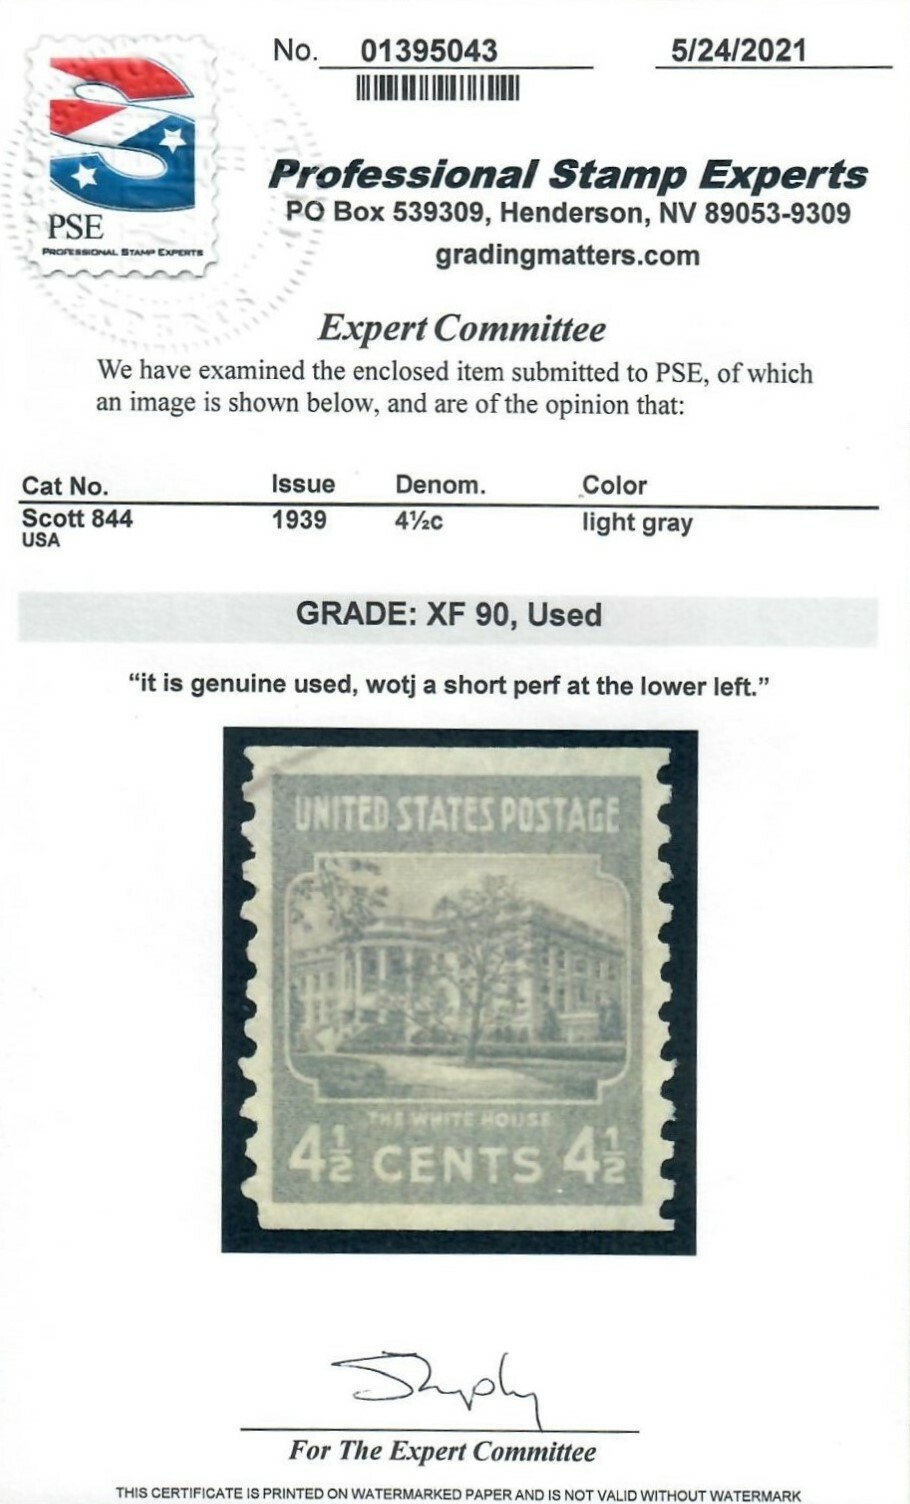 No. 01395043 5/24/2021
PSE
PROFESSIONAL STAMP EXPERTS
Professional Stamp Experts
PO Box 539309, Henderson, NV 89053-9309
gradingmatters.com
Expert Committee
We have examined the enclosed item submitted to PSE, of which
an image is shown below, and are of the opinion that:
Cat No. Issue Denom. Color
Scott 844 1939 4½c light gray
USA
GRADE: XF 90, Used
“it is genuine used, wotj a short perf at the lower left.”
UNITED STATES POSTAGE
THE WHITE HOUSE
4½ CENTS 4½
For The Expert Committee
THIS CERTIFICATE IS PRINTED ON WATERMARKED PAPER AND IS NOT VALID WITHOUT WATERMARK